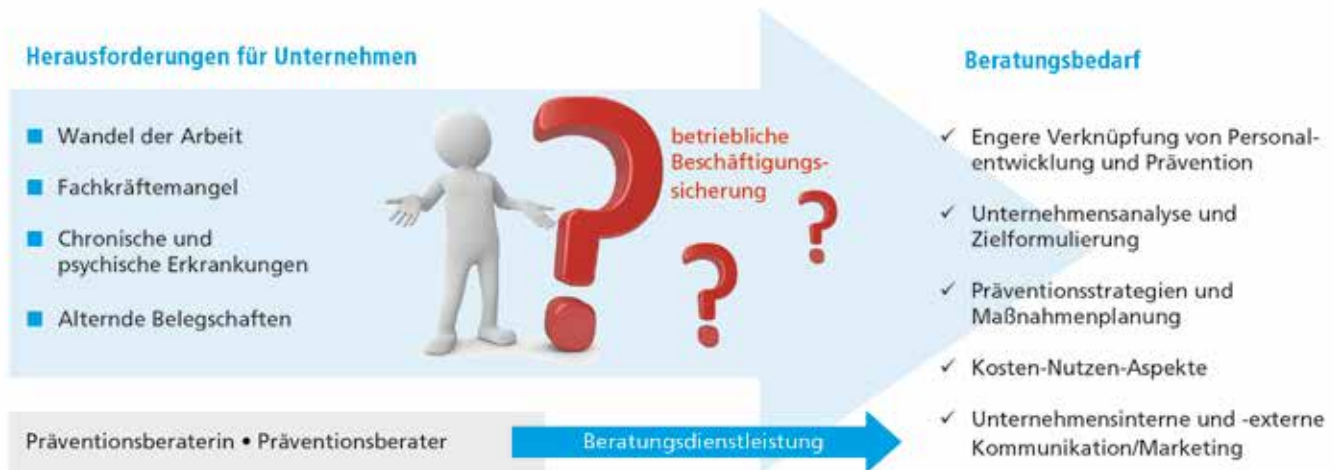 Herausforderungen für Unternehmen
Wandel der Arbeit
Fachkräftemangel
Chronische und
psychische Erkrankungen
Alternde Belegschaften
betriebliche
Beschäftigungs-
sicherung
Beratungsbedarf
Engere Verknüpfung von Personal-
entwicklung und Prävention
Unternehmensanalyse und
Zielformulierung
Präventionsstrategien und
Maßnahmenplanung
Kosten-Nutzen-Aspekte
Unternehmensinterne und -externe
Kommunikation/Marketing
Präventionsberaterin • Präventionsberater
Beratungsdienstleistung